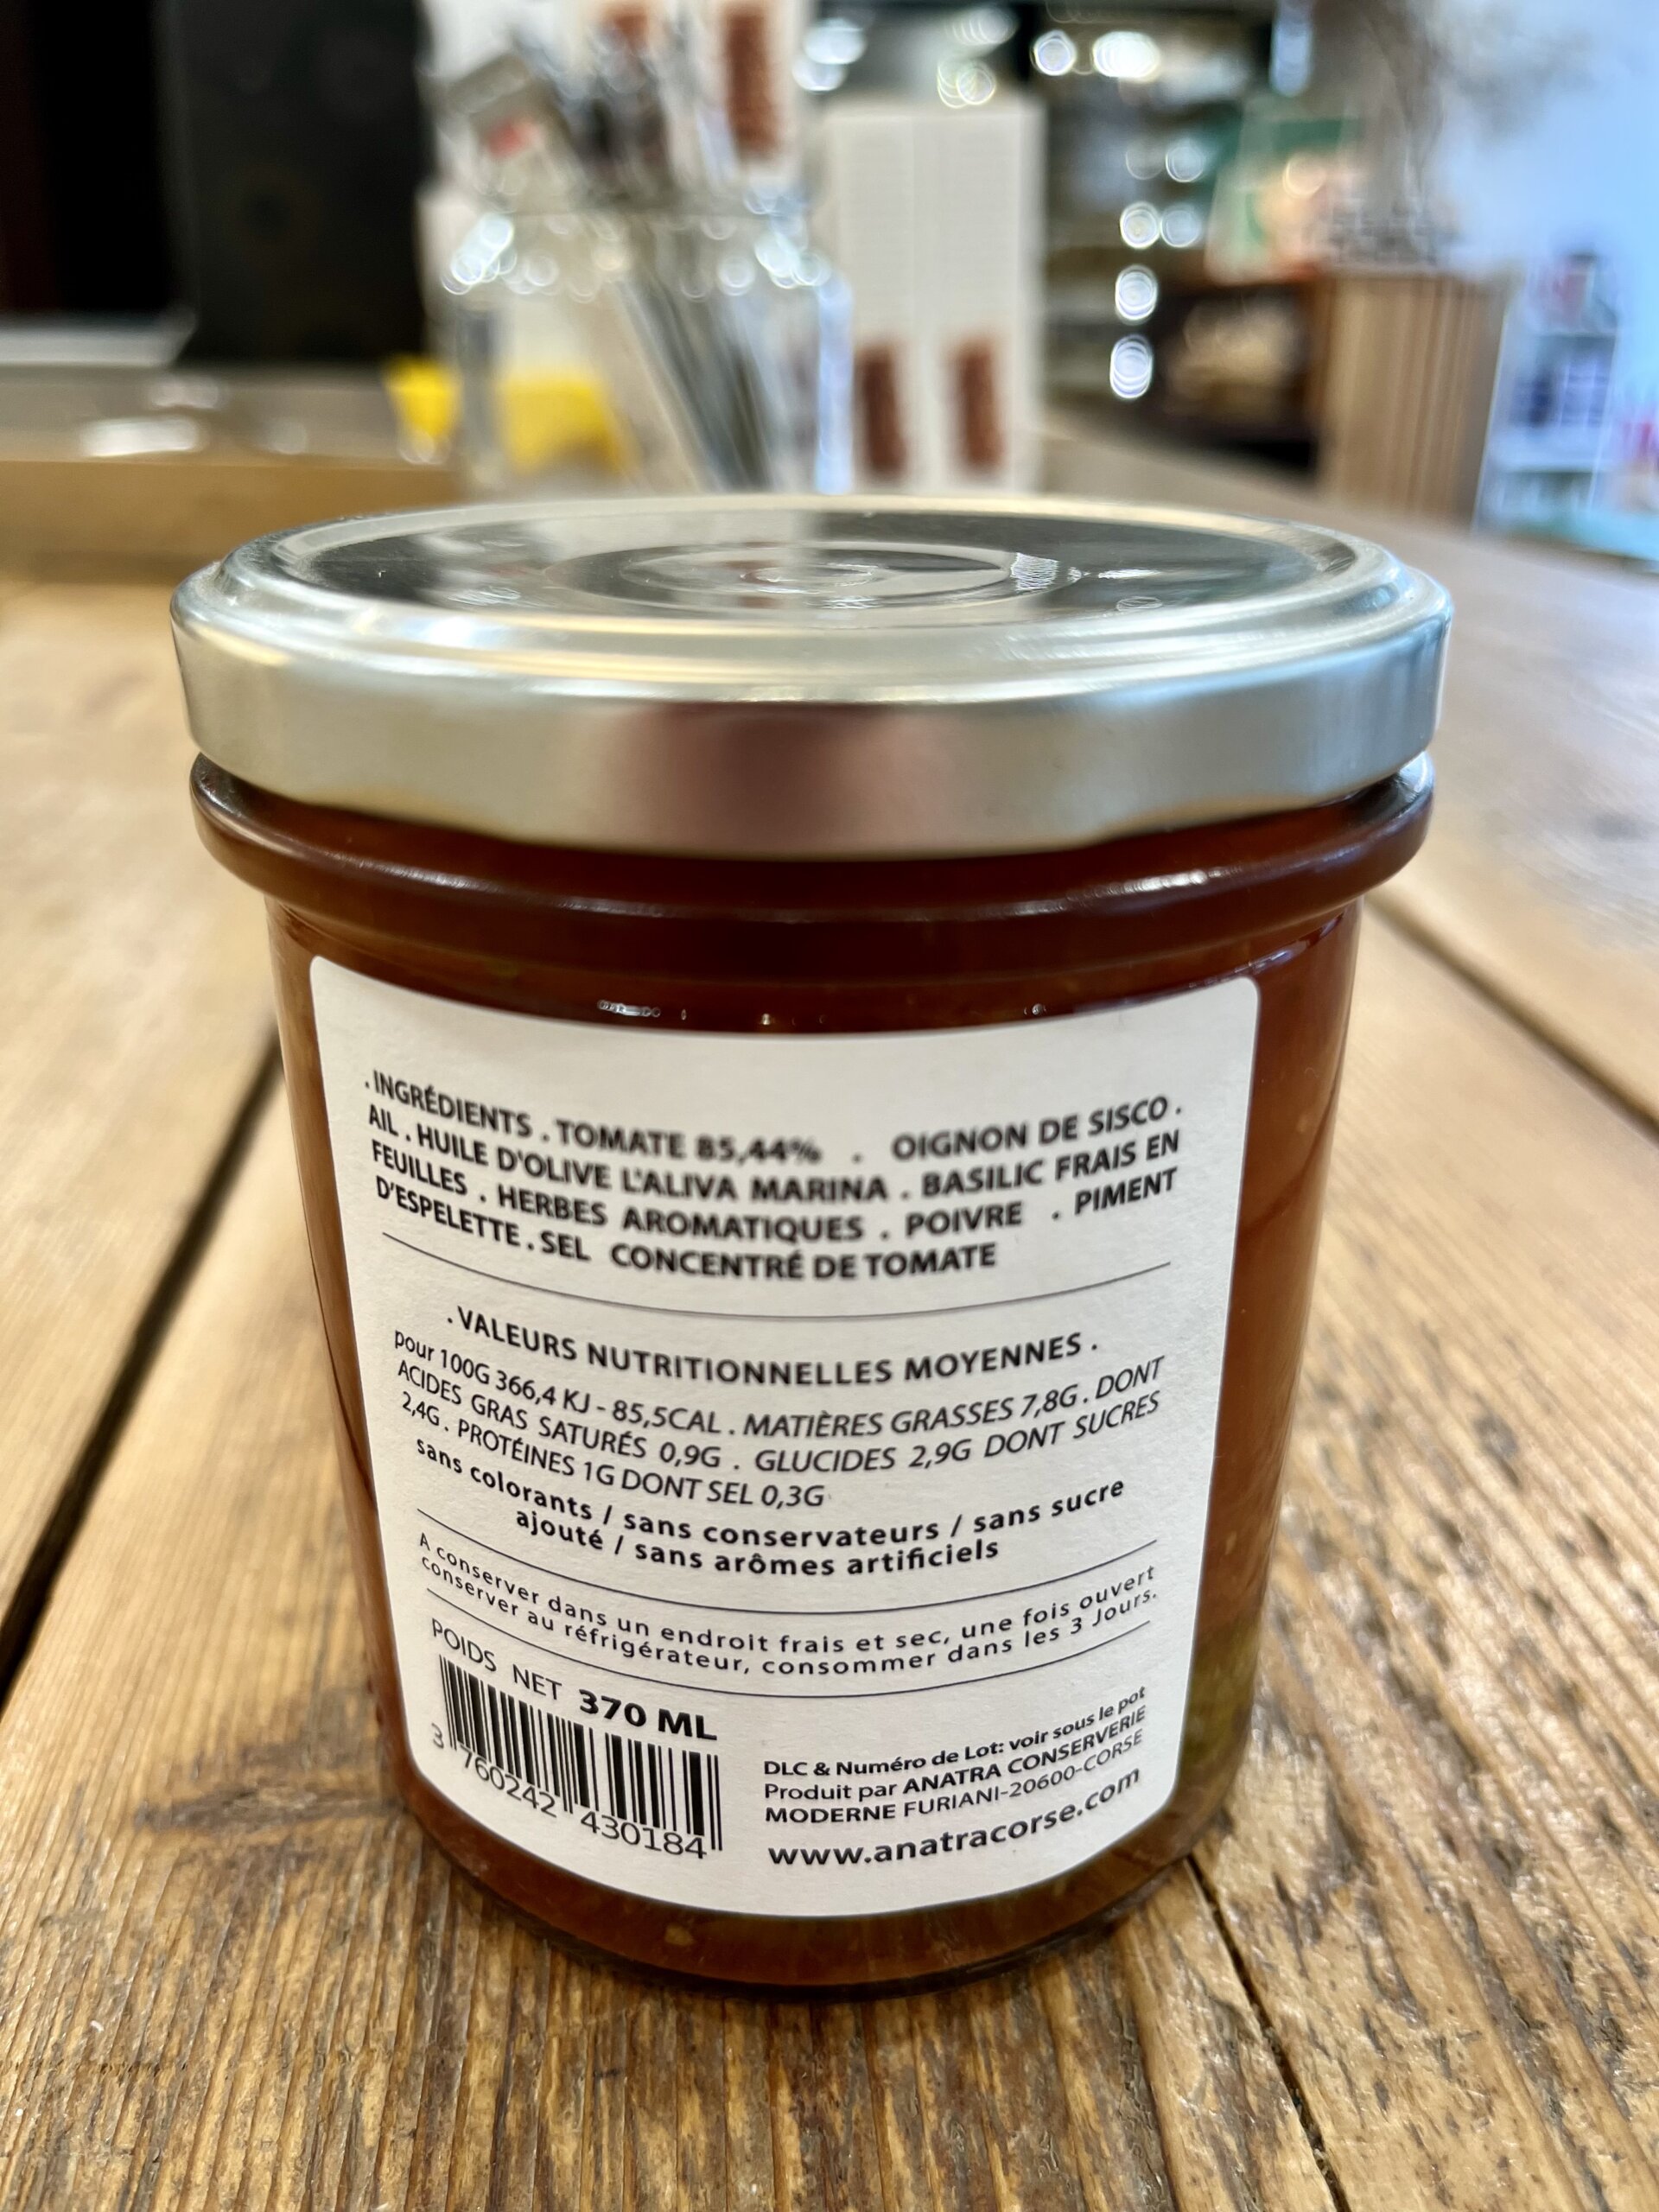 . INGRÉDIENTS . TOMATE 85,44% . OIGNON DE SISCO .
AIL . HUILE D'OLIVE L'ALIVA MARINA . BASILIC FRAIS EN
FEUILLES . HERBES AROMATIQUES . POIVRE . PIMENT
D'ESPELETTE . SEL CONCENTRÉ DE TOMATE
. VALEURS NUTRITIONNELLES MOYENNES .
pour 100G 366,4 KJ - 85,5CAL . MATIÈRES GRASSES 7,8G . DONT
ACIDES GRAS SATURÉS 0,9G . GLUCIDES 2,9G DONT SUCRES
2,4G . PROTÉINES 1G DONT SEL 0,3G
sans colorants / sans conservateurs / sans sucre
ajouté / sans arômes artificiels
A conserver dans un endroit frais et sec, une fois ouvert
conserver au réfrigérateur, consommer dans les 3 Jours.
POIDS NET 370 ML
3 760242 430184
DLC & Numéro de Lot: voir sous le pot
Produit par ANATRA CONSERVERIE
MODERNE FURIANI-20600-CORSE
www.anatracorse.com